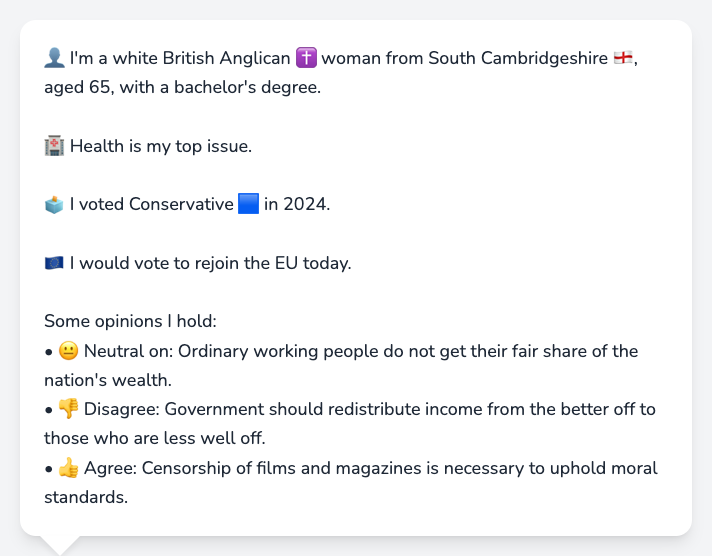 👤 I'm a white British Anglican ✝️ woman from South Cambridgeshire 🏴󠁧󠁢󠁥󠁮󠁧󠁿,
aged 65, with a bachelor's degree.
🏥 Health is my top issue.
🗳️ I voted Conservative 🟦 in 2024.
🇪🇺 I would vote to rejoin the EU today.
Some opinions I hold:
• 😐 Neutral on: Ordinary working people do not get their fair share of the
nation's wealth.
• 👎 Disagree: Government should redistribute income from the better off to
those who are less well off.
• 👍 Agree: Censorship of films and magazines is necessary to uphold moral
standards.